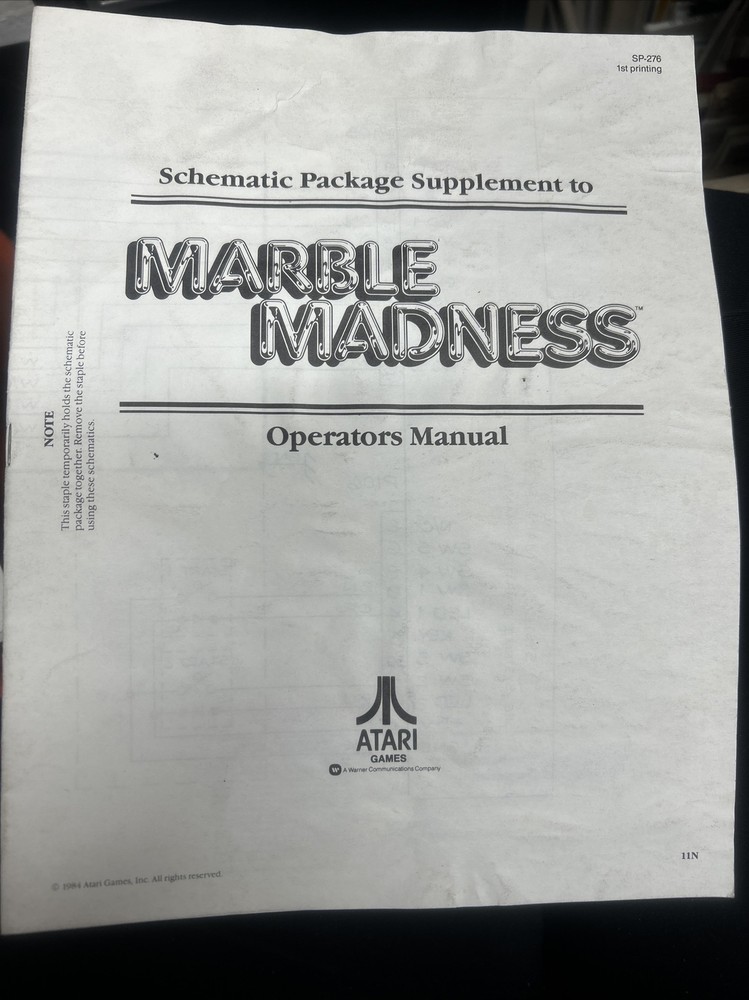 SP-276
1st printing
Schematic Package Supplement to
MARBLE
MADNESS™
Operators Manual
NOTE
This staple temporarily holds the schematic
package together. Remove the staple before
using these schematics.
ATARI
GAMES
W A Warner Communications Company
11N
© 1984 Atari Games, Inc. All rights reserved.